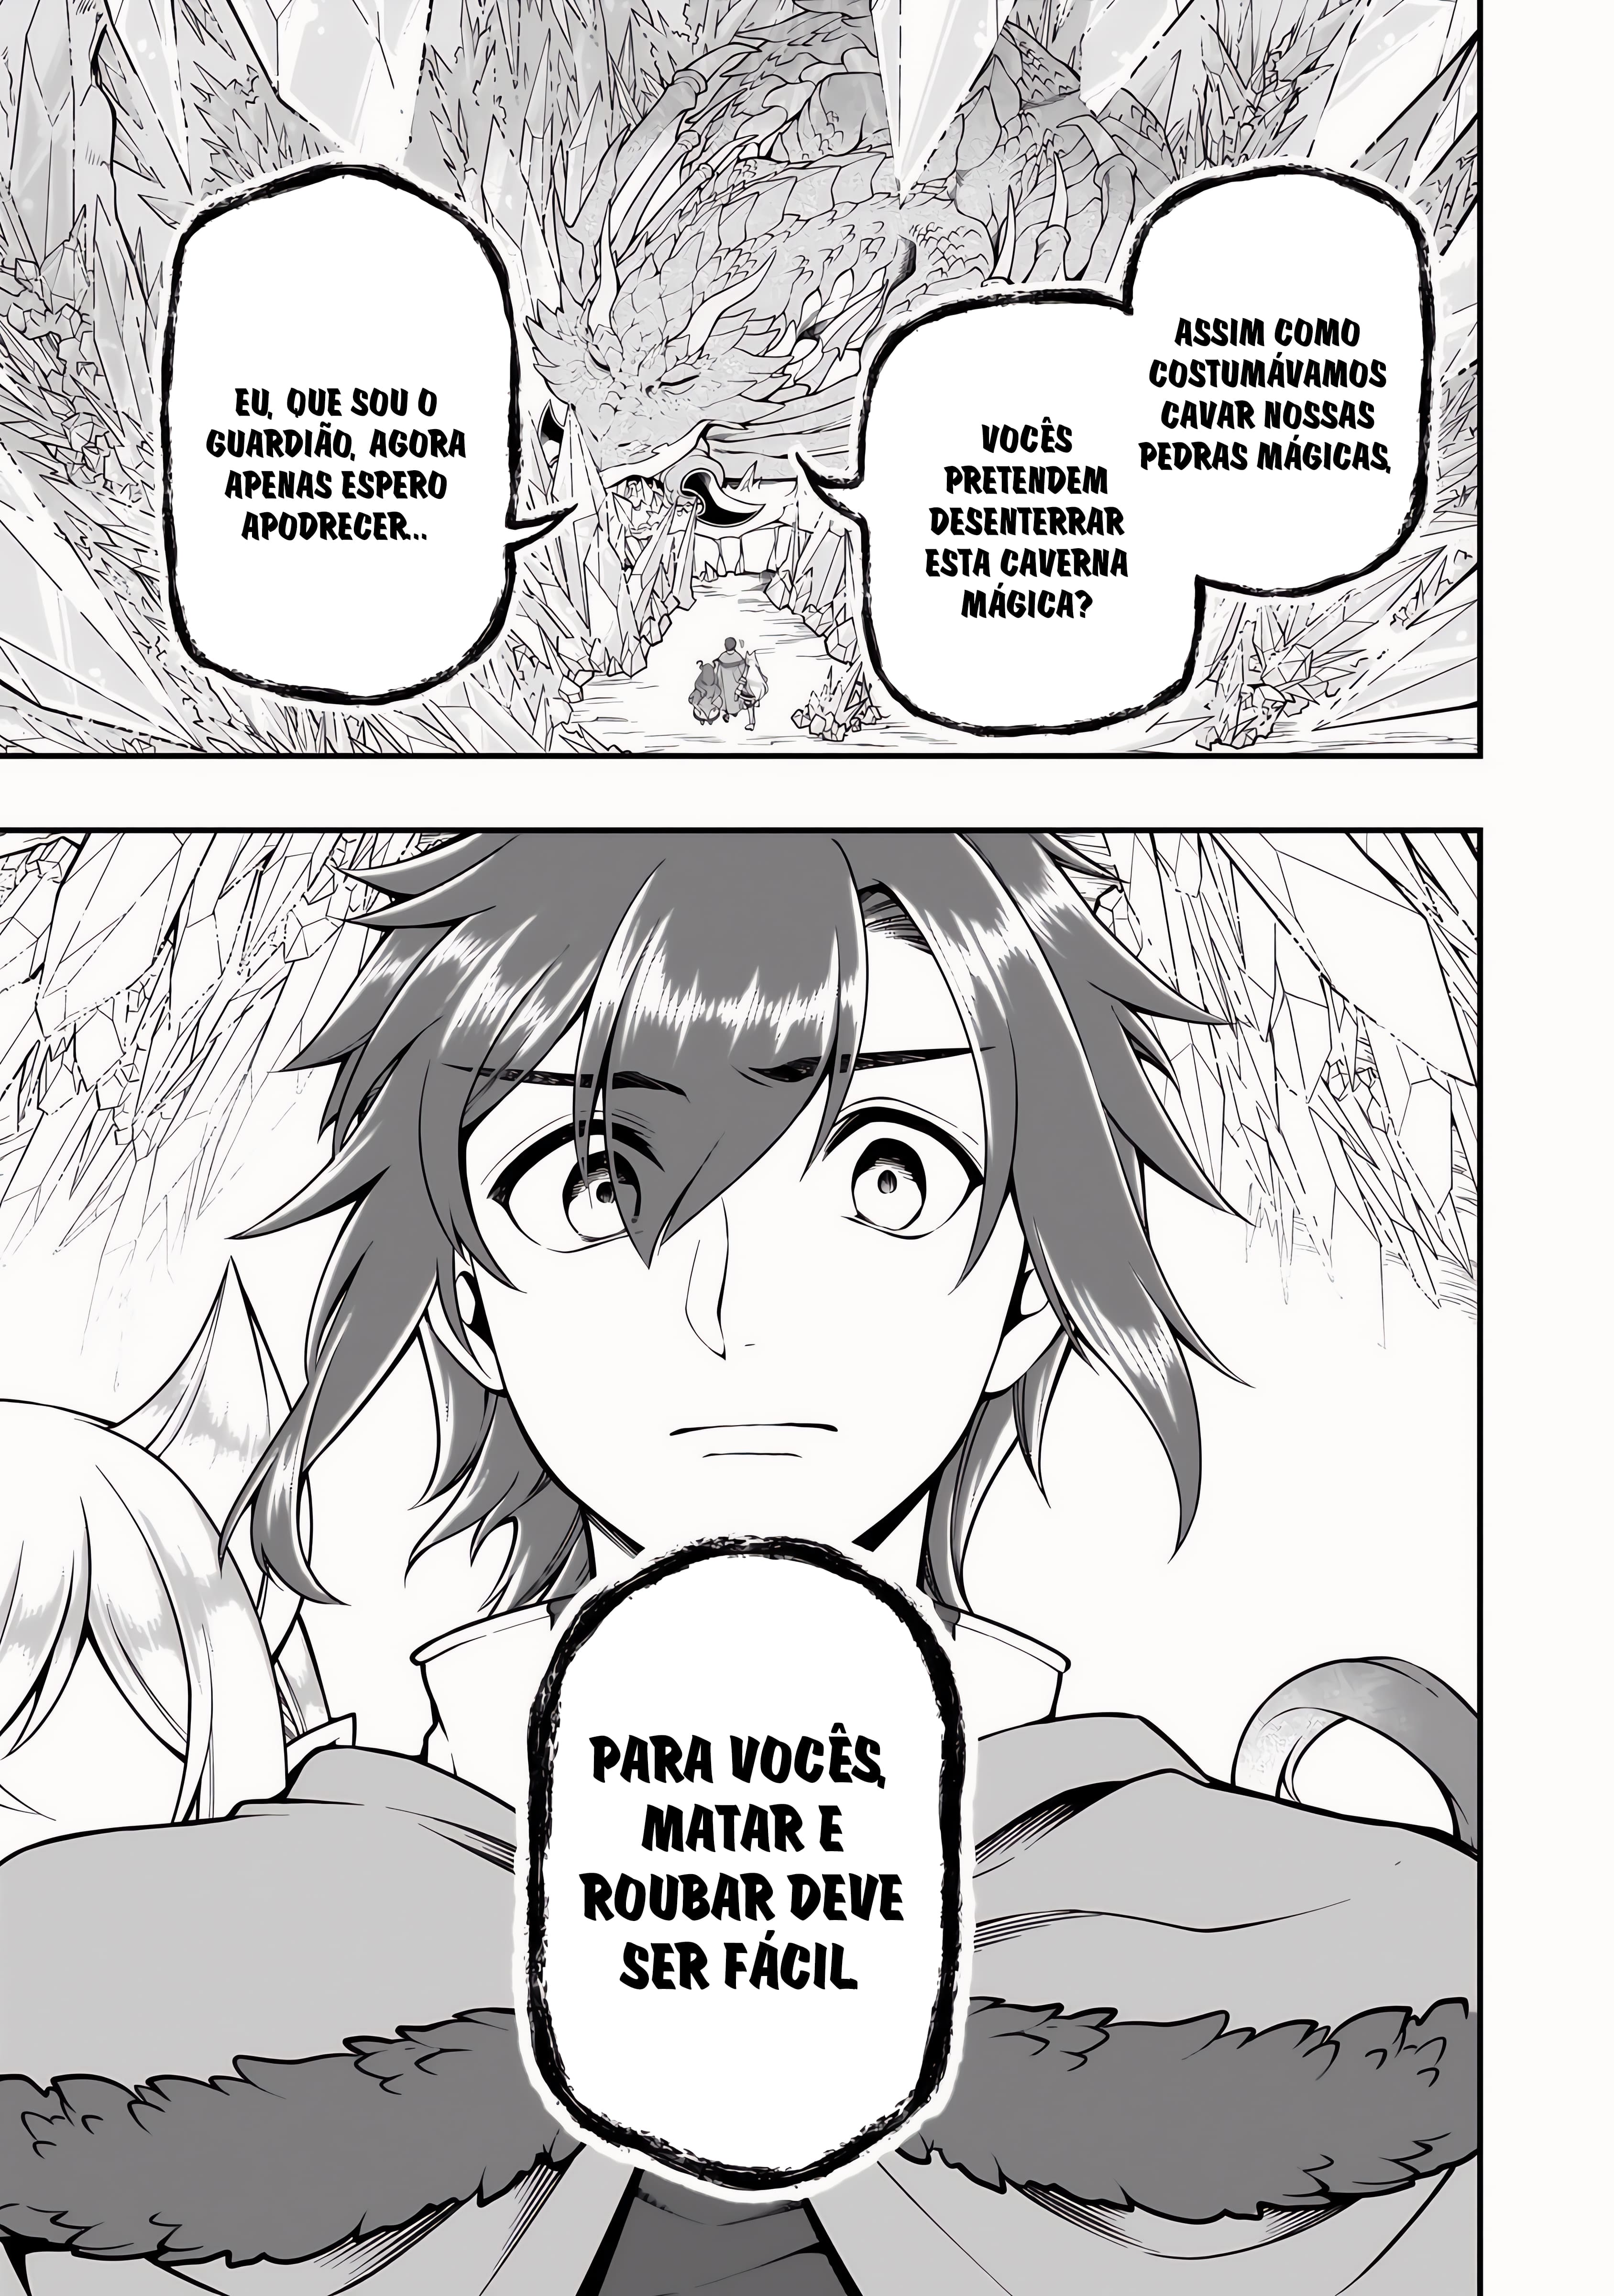 ASSIM COMO
COSTUMÁVAMOS
CAVAR NOSSAS
PEDRAS MÁGICAS,
VOCÊS
PRETENDEM
DESENTERRAR
ESTA CAVERNA
MÁGICA?
EU, QUE SOU O
GUARDIÃO, AGORA
APENAS ESPERO
APODRECER...
PARA VOCÊS,
MATAR E
ROUBAR DEVE
SER FÁCIL